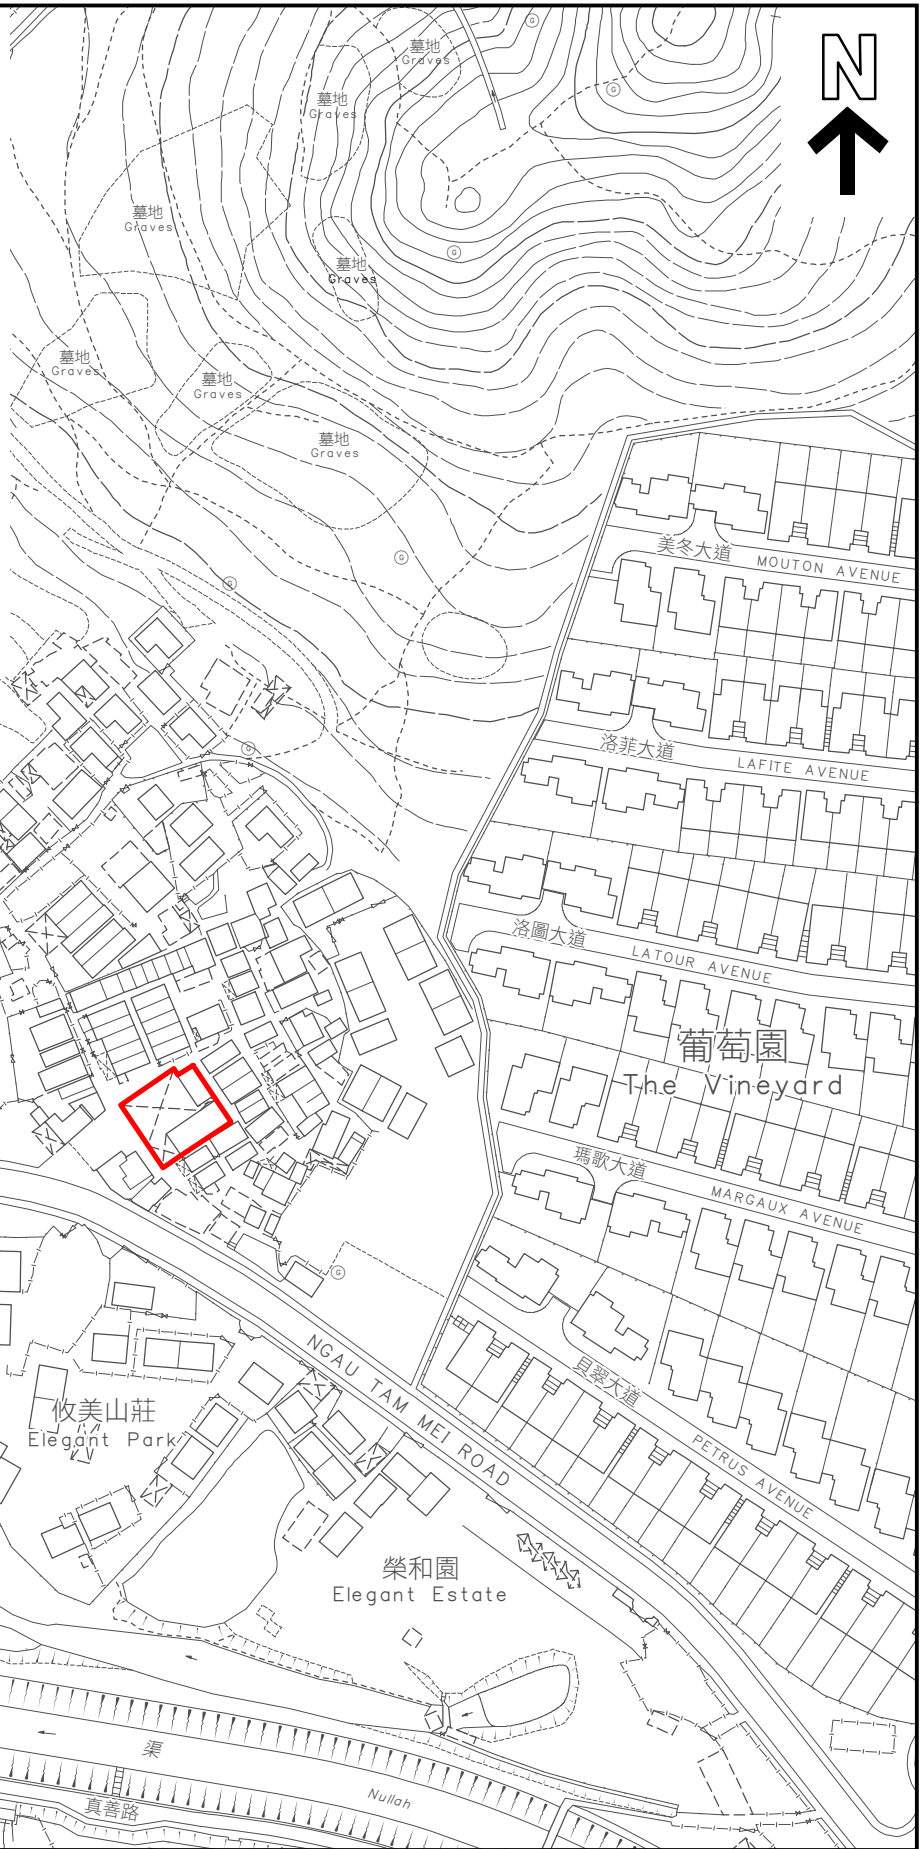 N
墓地
Graves
墓地
Graves
墓地
Graves
墓地
Graves
墓地
Graves
墓地
Graves
墓地
Graves
G
G
G
G
G
G
G
美冬大道
MOUTON AVENUE
洛菲大道
LAFITE AVENUE
洛圖大道
LATOUR AVENUE
葡萄園
The Vineyard
瑪歌大道
MARGAUX AVENUE
貝翠大道
PETRUS AVENUE
NGAU TAM MEI ROAD
攸美山莊
Elegant Park
榮和園
Elegant Estate
渠
Nullah
真善路